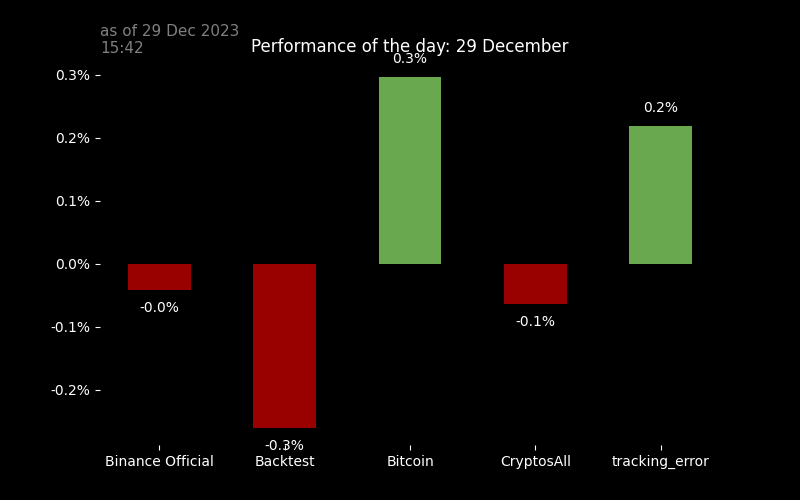 as of 29 Dec 2023
15:42
Performance of the day: 29 December
0.3%
0.3%
0.2%
0.2%
0.1%
0.0%
-0.0%
-0.1%
-0.1%
-0.2%
-0.3%
Binance Official
Backtest
Bitcoin
CryptosAll
tracking_error